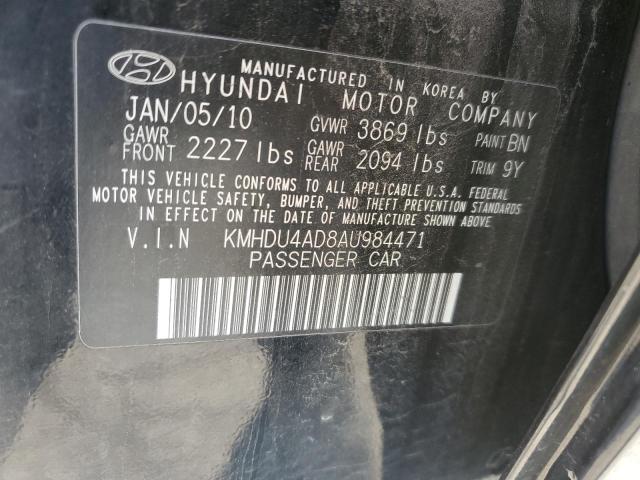 MANUFACTURED IN KOREA BY
HYUNDAI MOTOR COMPANY
JAN/05/10 GVWR 3869 lbs PAINT BN
GAWR FRONT 2227 lbs GAWR REAR 2094 lbs TRIM 9Y
THIS VEHICLE CONFORMS TO ALL APPLICABLE U.S.A. FEDERAL
MOTOR VEHICLE SAFETY, BUMPER, AND THEFT PREVENTION STANDARDS
IN EFFECT ON THE DATE OF MANUFACTURE SHOWN ABOVE
V.I.N KMHDU4AD8AU984471
PASSENGER CAR